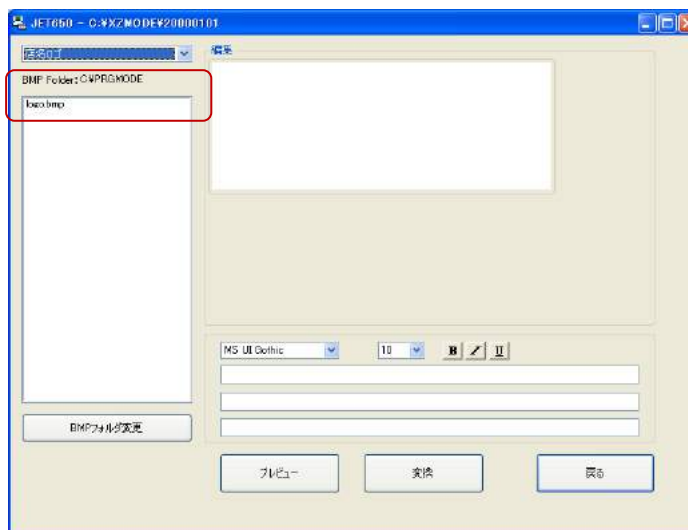 JET650 - C:¥XZMODE¥20000101
店名ロゴ
編集
BMP Folder: C:¥PRGMODE
logo.bmp
MS UI Gothic
10
B I U
BMPフォルダ変更
プレビュー
変換
戻る